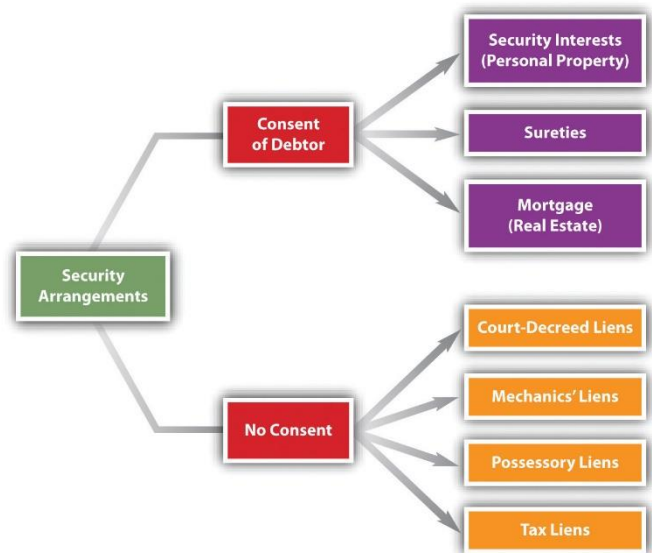 Security Interests
(Personal Property)
Consent
of Debtor
Sureties
Mortgage
(Real Estate)
Security
Arrangements
Court-Decreed Liens
Mechanics’ Liens
No Consent
Possessory Liens
Tax Liens